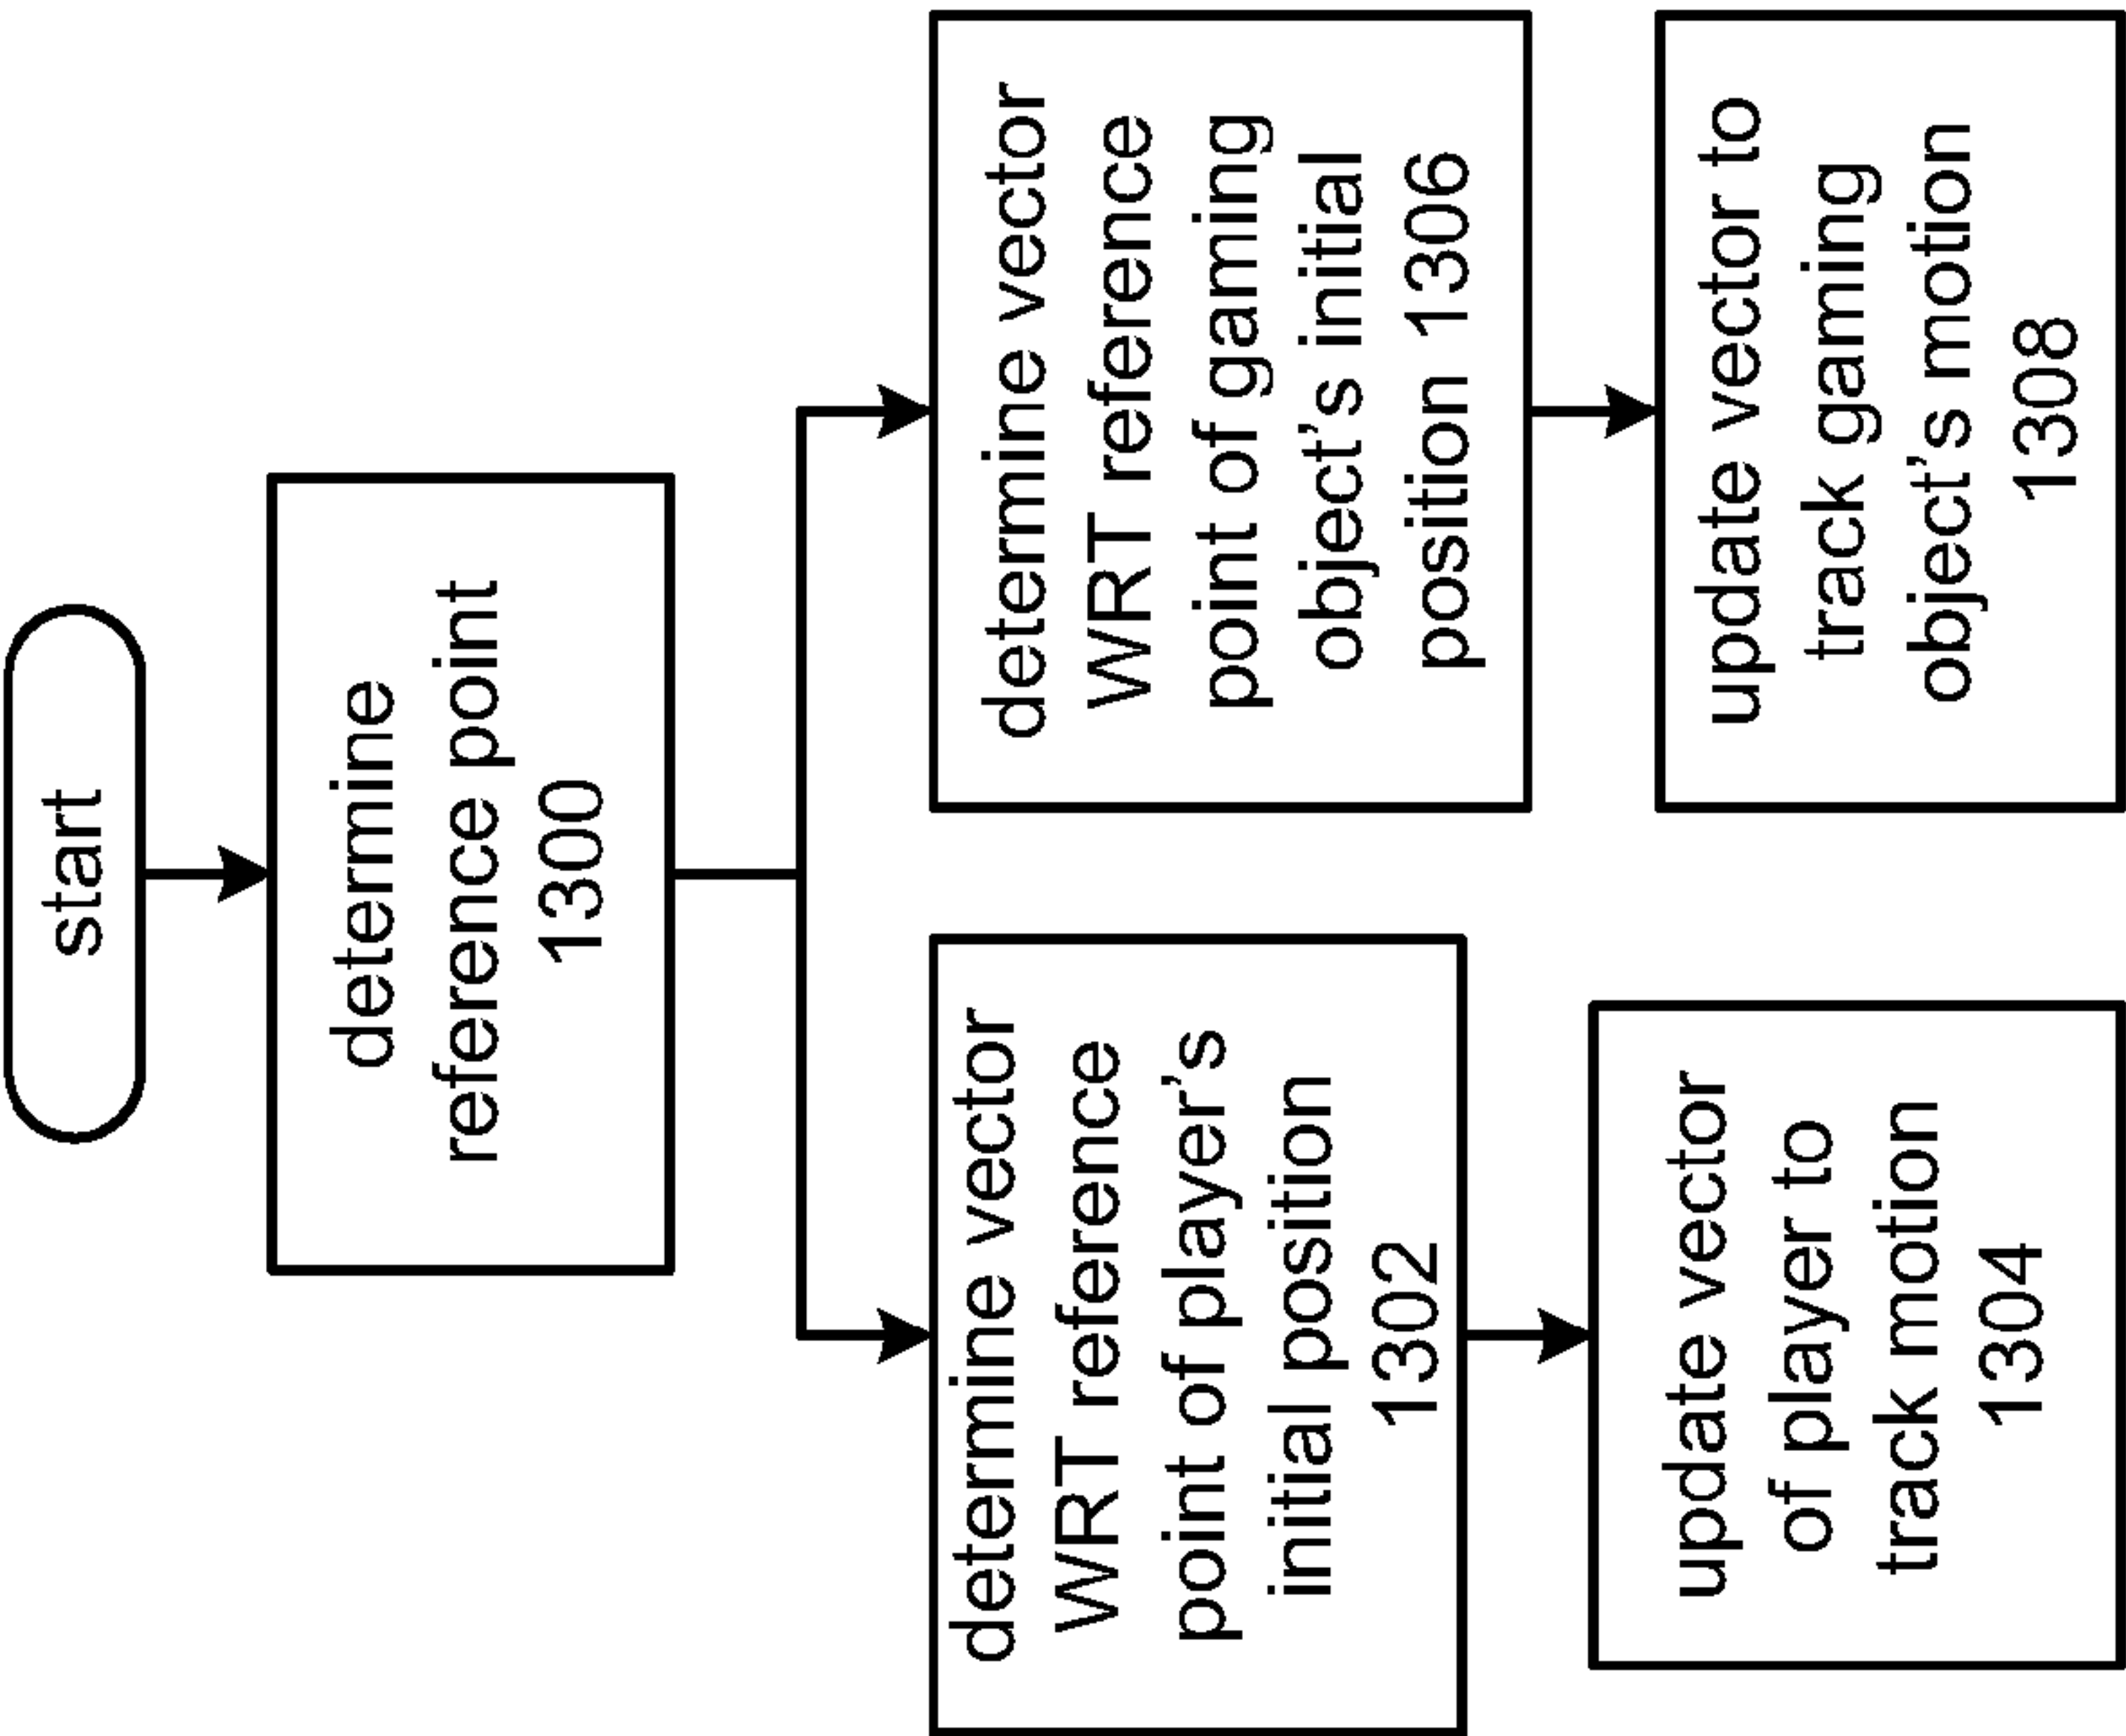 start
determine
reference point
1300
determine vector
WRT reference
point of player's
initial position
1302
update vector
of player to
track motion
1304
determine vector
WRT reference
point of gaming
object's initial
position 1306
update vector to
track gaming
object's motion
1308